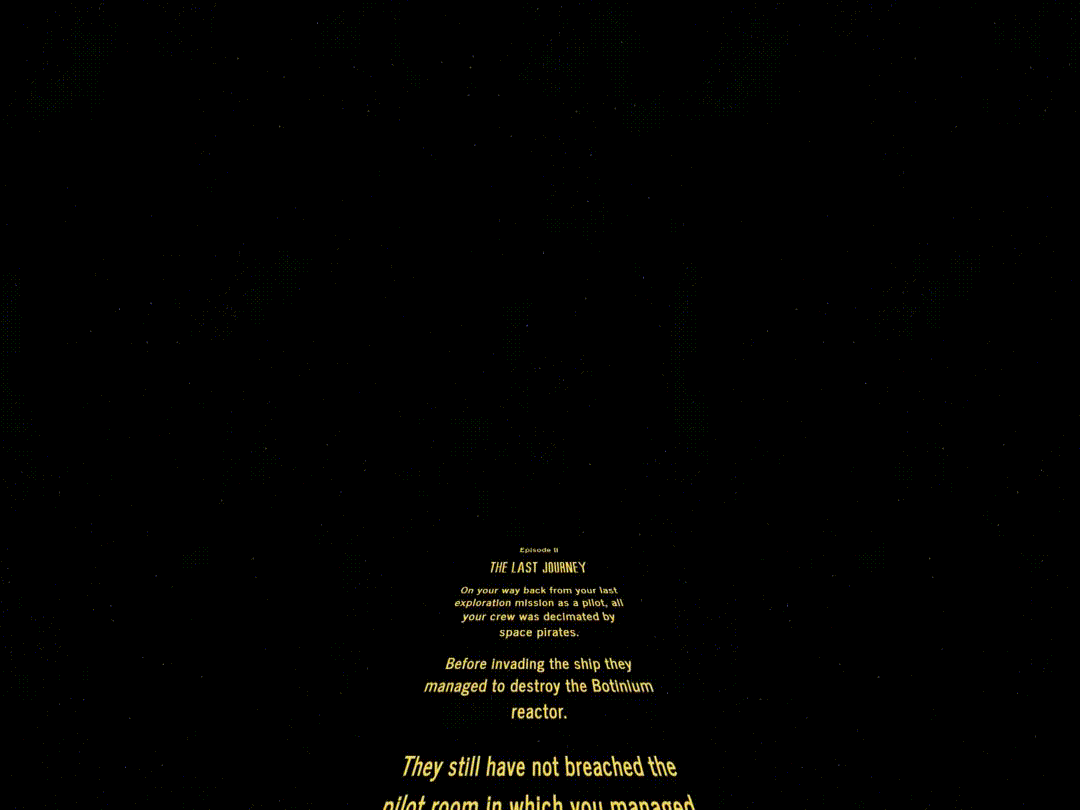 Episode II
THE LAST JOURNEY
On your way back from your last
exploration mission as a pilot, all
your crew was decimated by
space pirates.
Before invading the ship they
managed to destroy the Botinium
reactor.
They still have not breached the
pilot room in which you managed